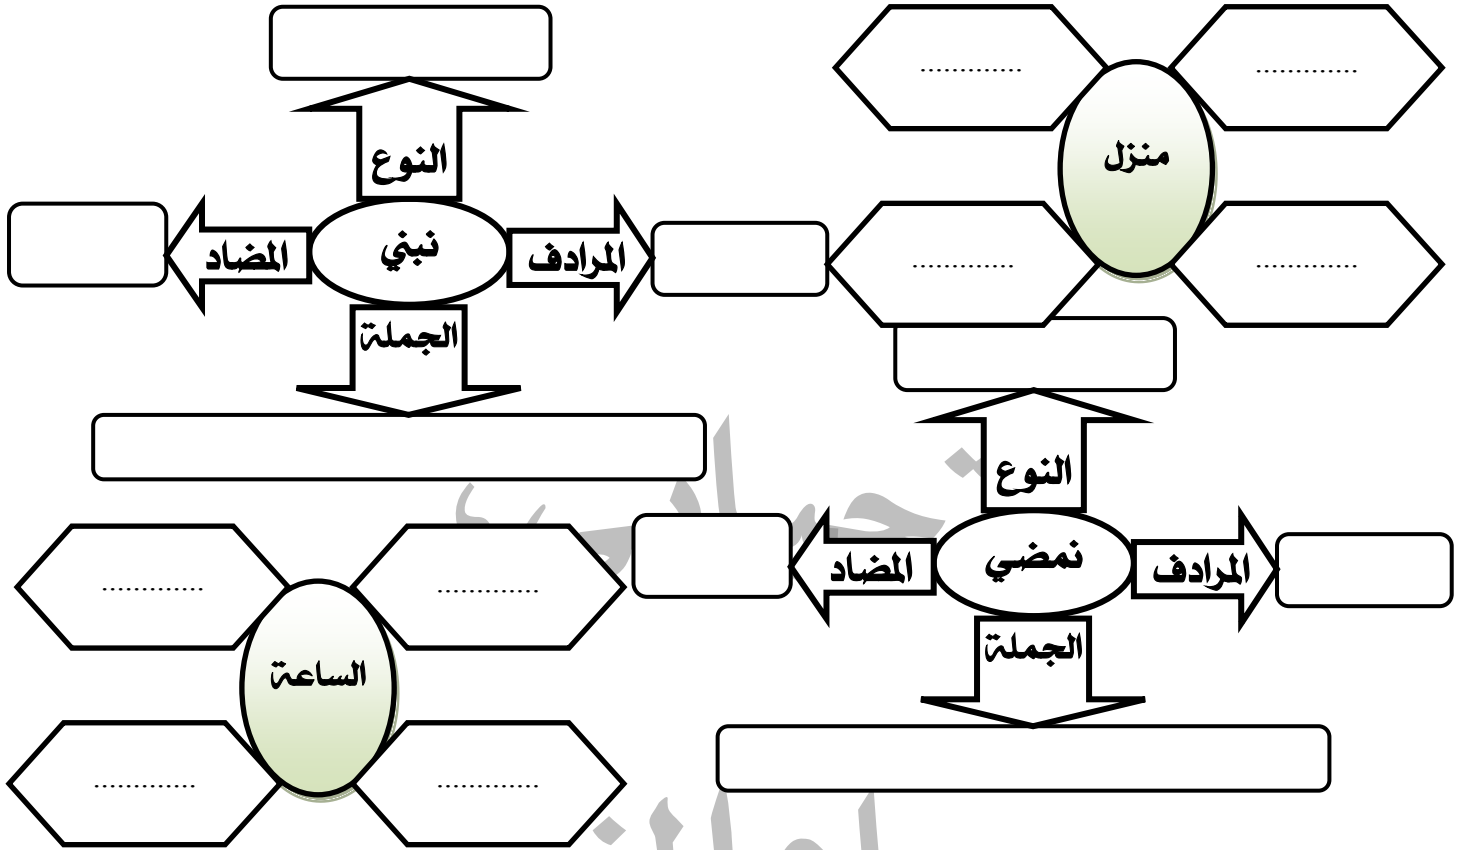 ............ ............
منزل
............ ............
النوع
المرادف نبني المضاد
الجملة
النوع
المرادف نمضي المضاد
الجملة
............ ............
الساعة
............ ............